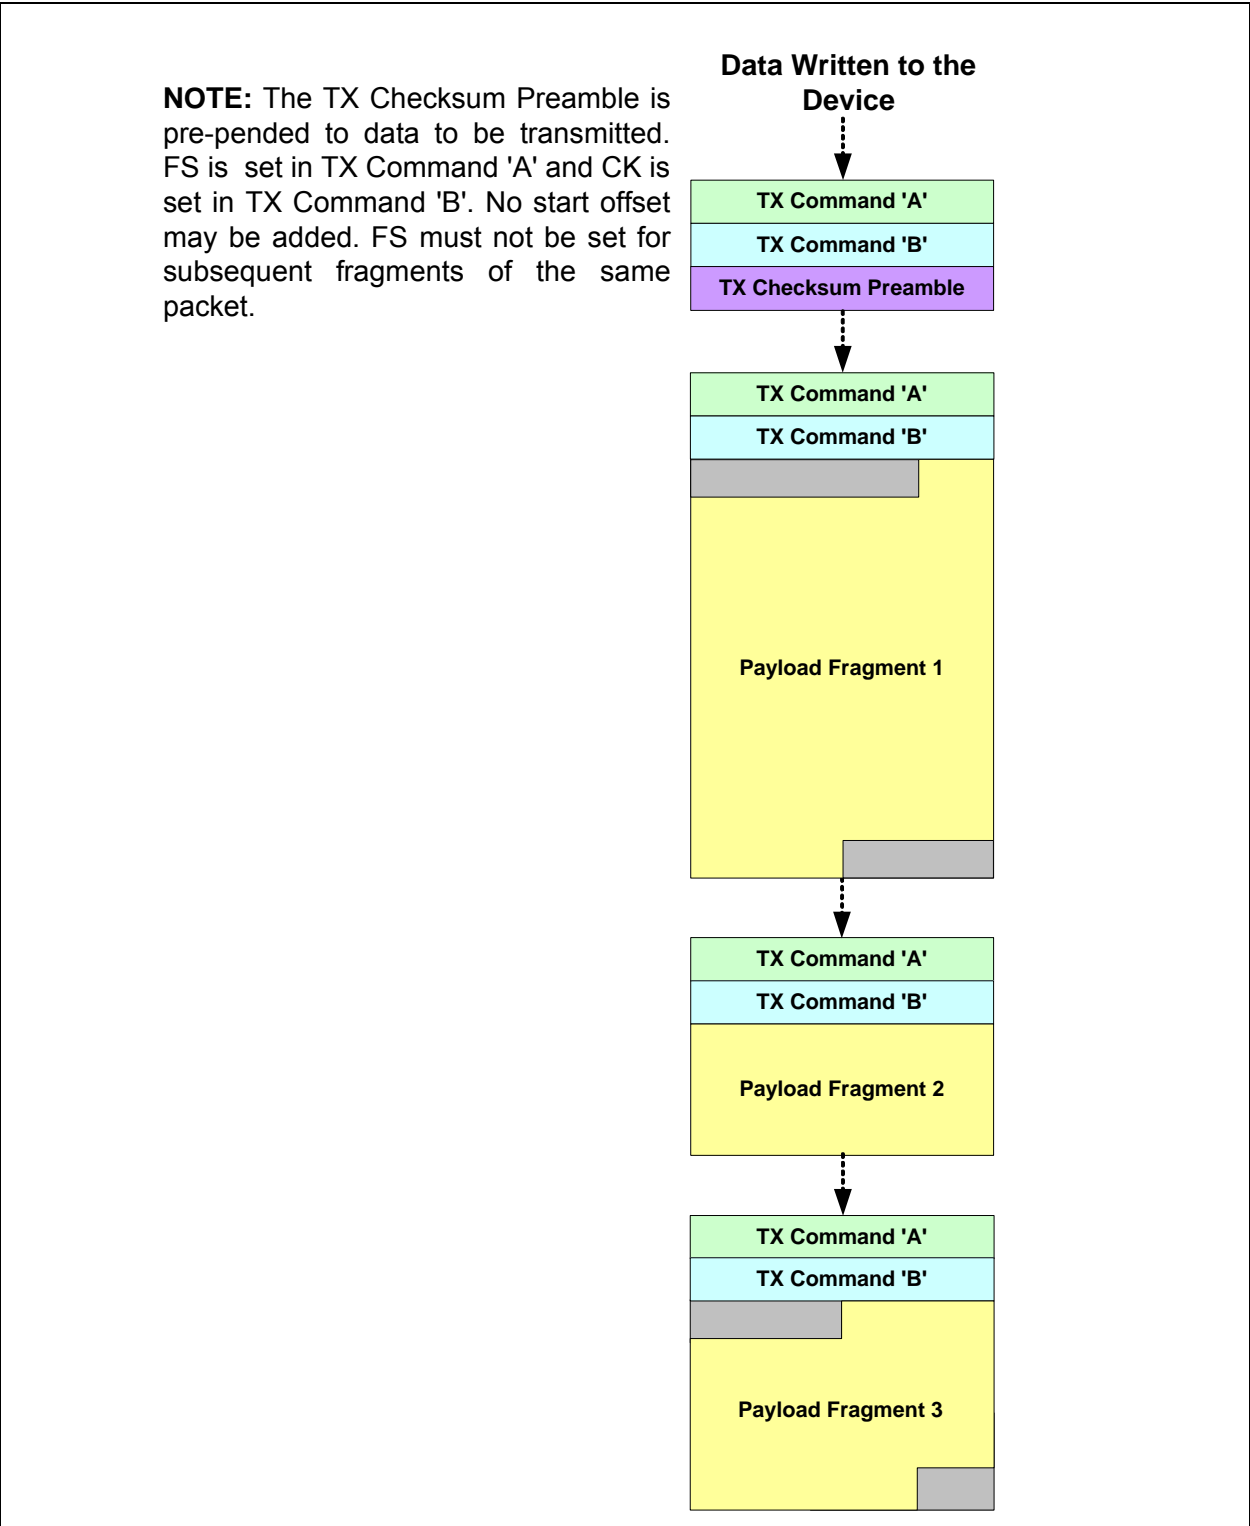 Data Written to the
Device
NOTE: The TX Checksum Preamble is
pre-pended to data to be transmitted.
FS is set in TX Command 'A' and CK is
set in TX Command 'B'. No start offset
may be added. FS must not be set for
subsequent fragments of the same
packet.
TX Command 'A'
TX Command 'B'
TX Checksum Preamble
TX Command 'A'
TX Command 'B'
Payload Fragment 1
TX Command 'A'
TX Command 'B'
Payload Fragment 2
TX Command 'A'
TX Command 'B'
Payload Fragment 3